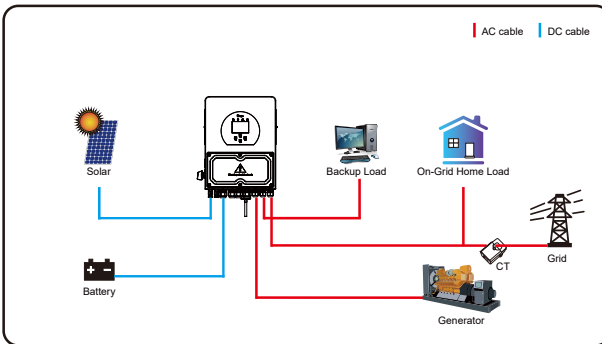 AC cable
DC cable
Solar
Backup Load
On-Grid Home Load
Battery
CT
Grid
Generator